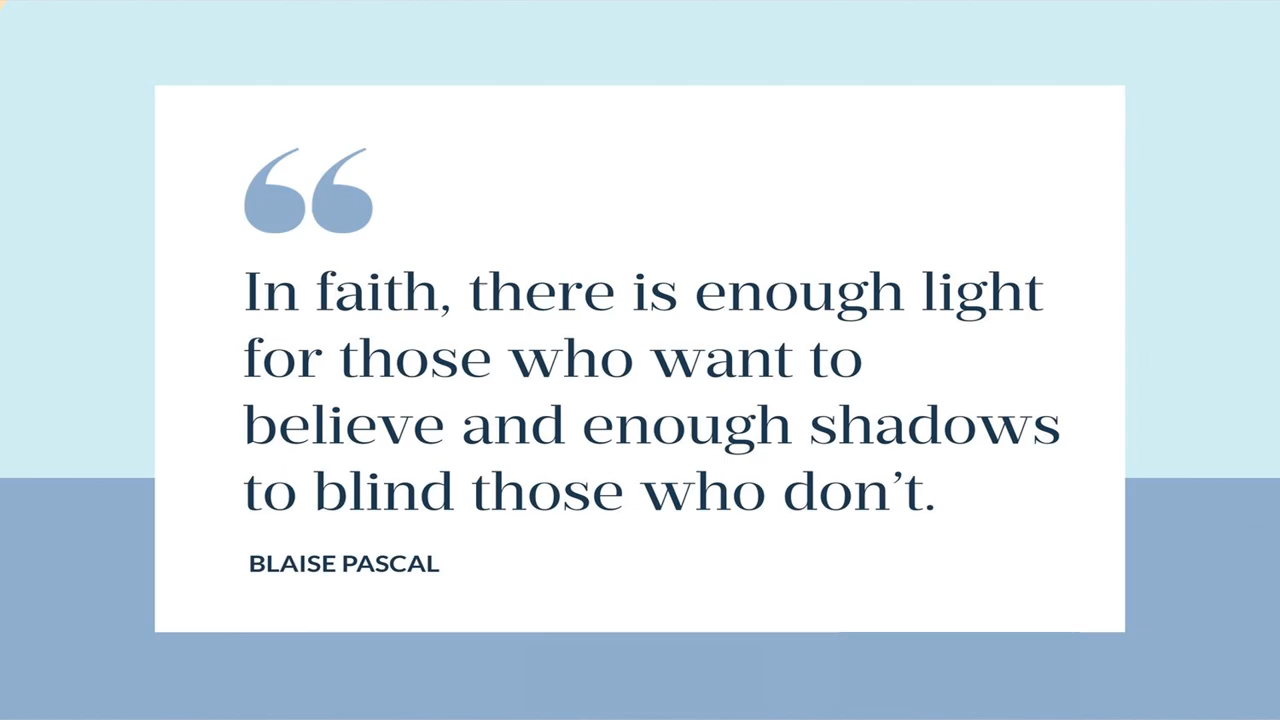 “
In faith, there is enough light
for those who want to
believe and enough shadows
to blind those who don’t.
BLAISE PASCAL